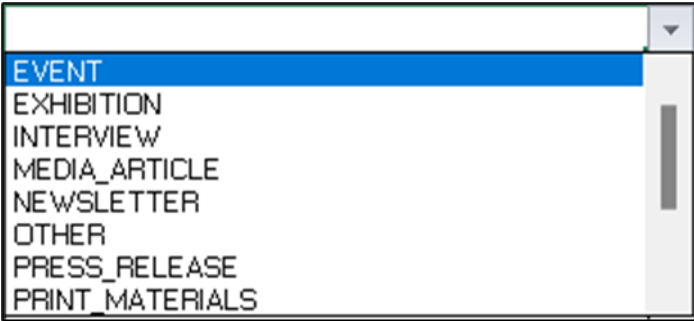 EVENT
EXHIBITION
INTERVIEW
MEDIA_ARTICLE
NEWSLETTER
OTHER
PRESS_RELEASE
PRINT_MATERIALS